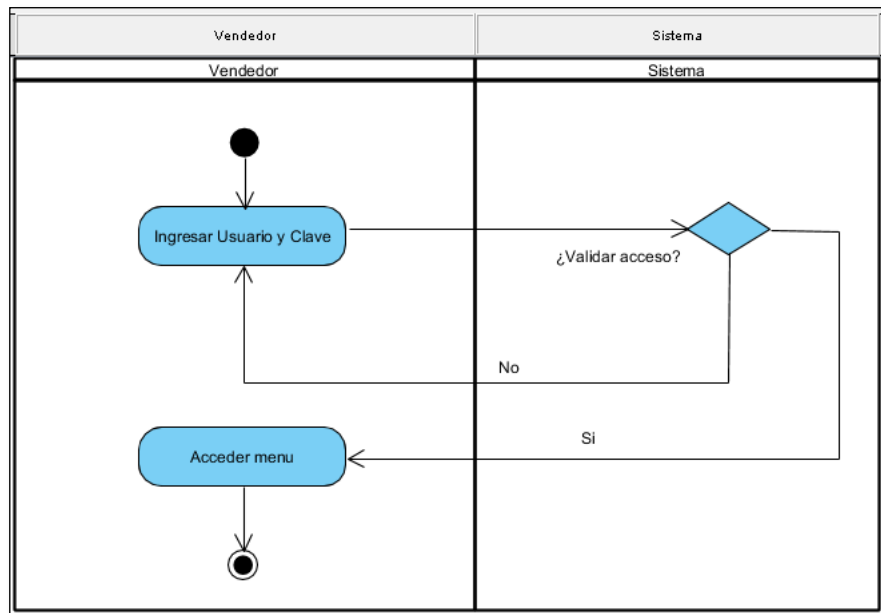 Vendedor
Sistema
Vendedor
Sistema
Ingresar Usuario y Clave
¿Validar acceso?
No
Si
Acceder menu